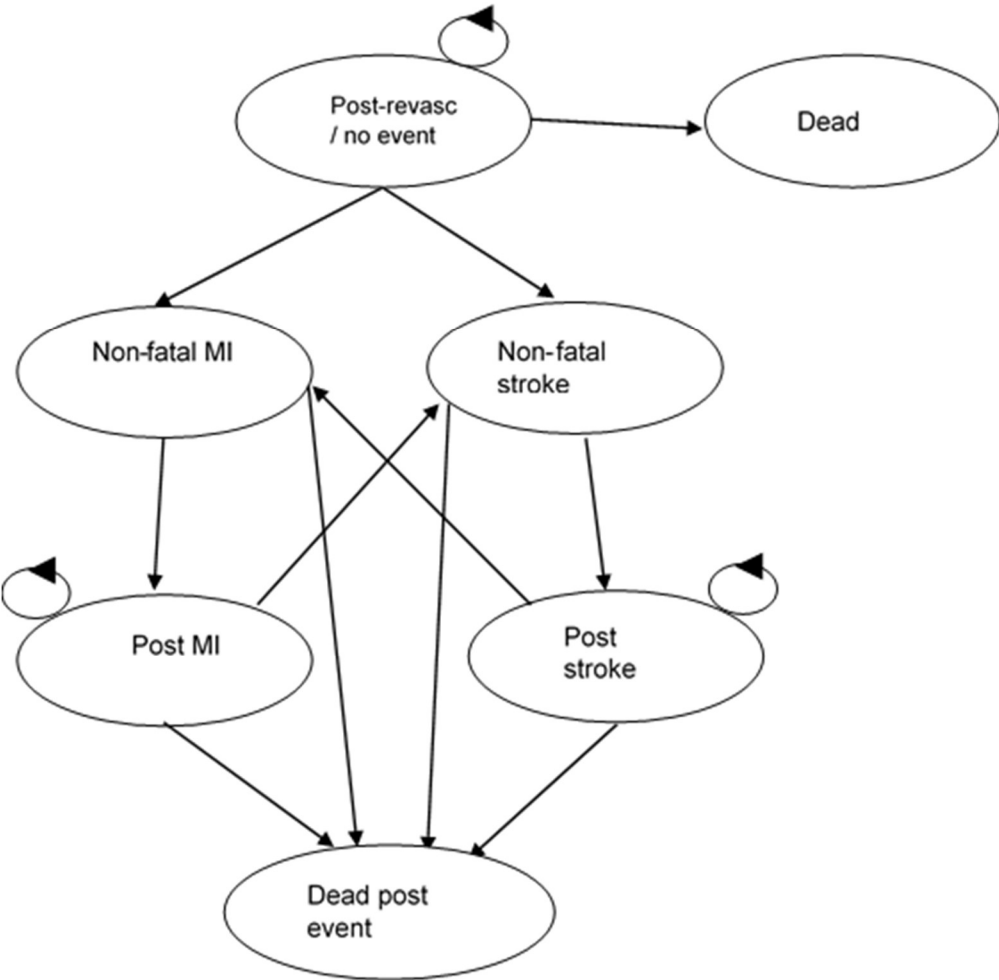 Post-revasc
/ no event
Dead
Non-fatal MI
Non-fatal
stroke
Post MI
Post
stroke
Dead post
event